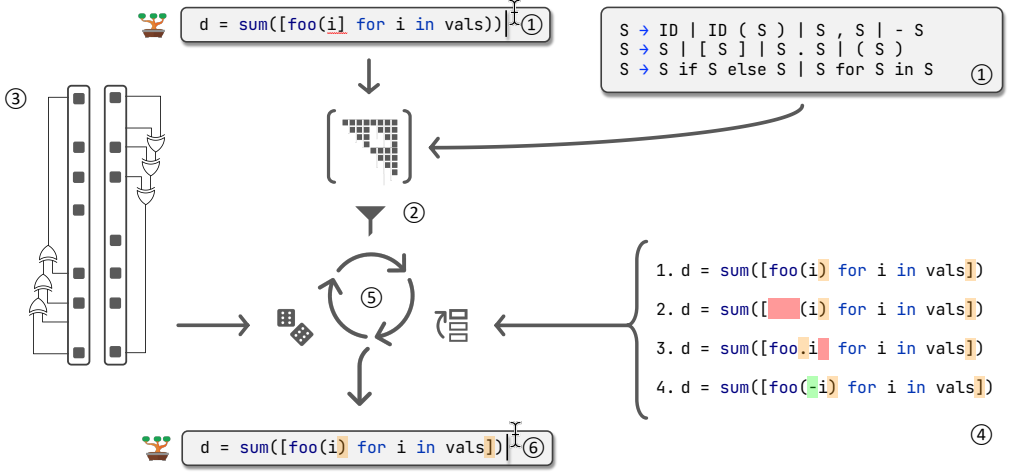 d = sum([foo(i] for i in vals))
①
S → ID | ID ( S ) | S , S | - S
S → S | [ S ] | S . S | ( S )
S → S if S else S | S for S in S
①
③
②
⑤
1. d = sum([foo(i) for i in vals])
2. d = sum([ (i) for i in vals])
3. d = sum([foo.i for i in vals])
4. d = sum([foo(-i) for i in vals])
④
d = sum([foo(i) for i in vals])
⑥